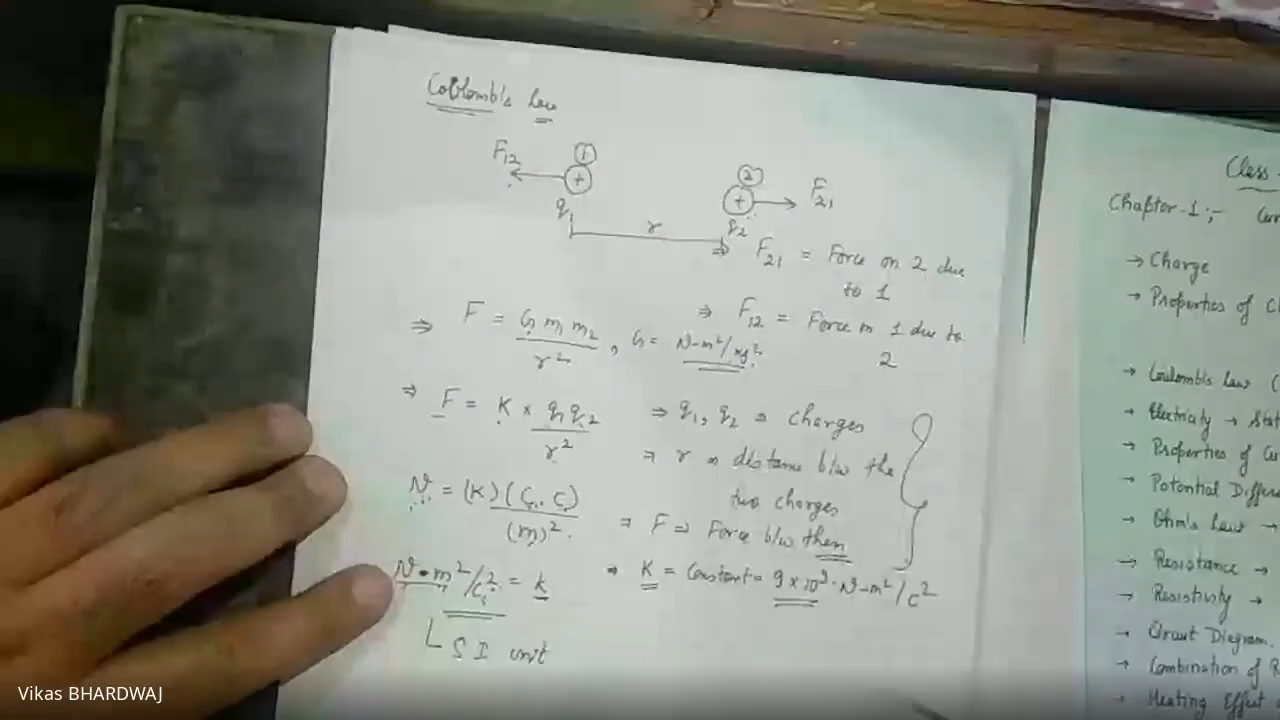 Coulomb's law
F12 ① + q1
② + F21 q2
r
⇒ F21 = Force on 2 due to 1
⇒ F12 = Force on 1 due to 2
⇒ F = G m1 m2 / r², G = N-m²/kg²
⇒ F = K × q1 q2 / r²
⇒ q1, q2 = charges
⇒ r = distance b/w the two charges
N = (K) (C. C) / (m)².
⇒ F ⇒ Force b/w them
N•m²/C² = k
⇒ K = Constant = 9 × 10⁹ N-m²/C²
SI unit
Class
Chapter-1 :-
→ Charge
→ Properties of
→ Coulomb's law (
→ Electricity →
→ Properties of
→ Potential
→ Ohm's law →
→ Resistance →
→ Resistivity →
→ Circuit Diagram.
→ Combination of
→ Heating Effect
Vikas BHARDWAJ